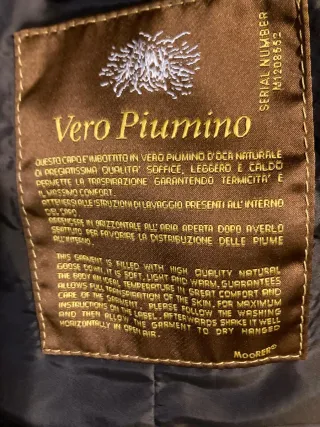 SERIAL NUMBER
M1208552
Vero Piumino
QUESTO CAPO E' IMBOTTITO IN VERO PIUMINO D'OCA NATURALE
DI PREGIATISSIMA QUALITA' SOFFICE, LEGGERO E CALDO
PERMETTE LA TRASPIRAZIONE GARANTENDO TERMICITA' E
IL MASSIMO COMFORT.
ATTENERSI ALLE ISTRUZIONI DI LAVAGGIO PRESENTI ALL'INTERNO
DEL CAPO.
IN ORIZZONTALE ALL'ARIA APERTA DOPO AVERLO
SBATTUTO PER FAVORIRE LA DISTRIBUZIONE DELLE PIUME
ALL'INTERNO.
THIS GARMENT IS FILLED WITH HIGH QUALITY NATURAL
GOOSE DOWN. IT IS SOFT, LIGHT AND WARM, GUARANTEES
THE BODY IDEAL TEMPERATURE IN GREAT COMFORT AND
ALLOWS FULL TRANSPIRATION OF THE SKIN. FOR MAXIMUM
CARE OF THE GARMENT, PLEASE FOLLOW THE WASHING
INSTRUCTIONS ON THE LABEL. AFTERWARDS SHAKE IT WELL
AND THEN ALLOW THE GARMENT TO DRY HANGED
HORIZONTALLY IN OPEN AIR.
MOORER®